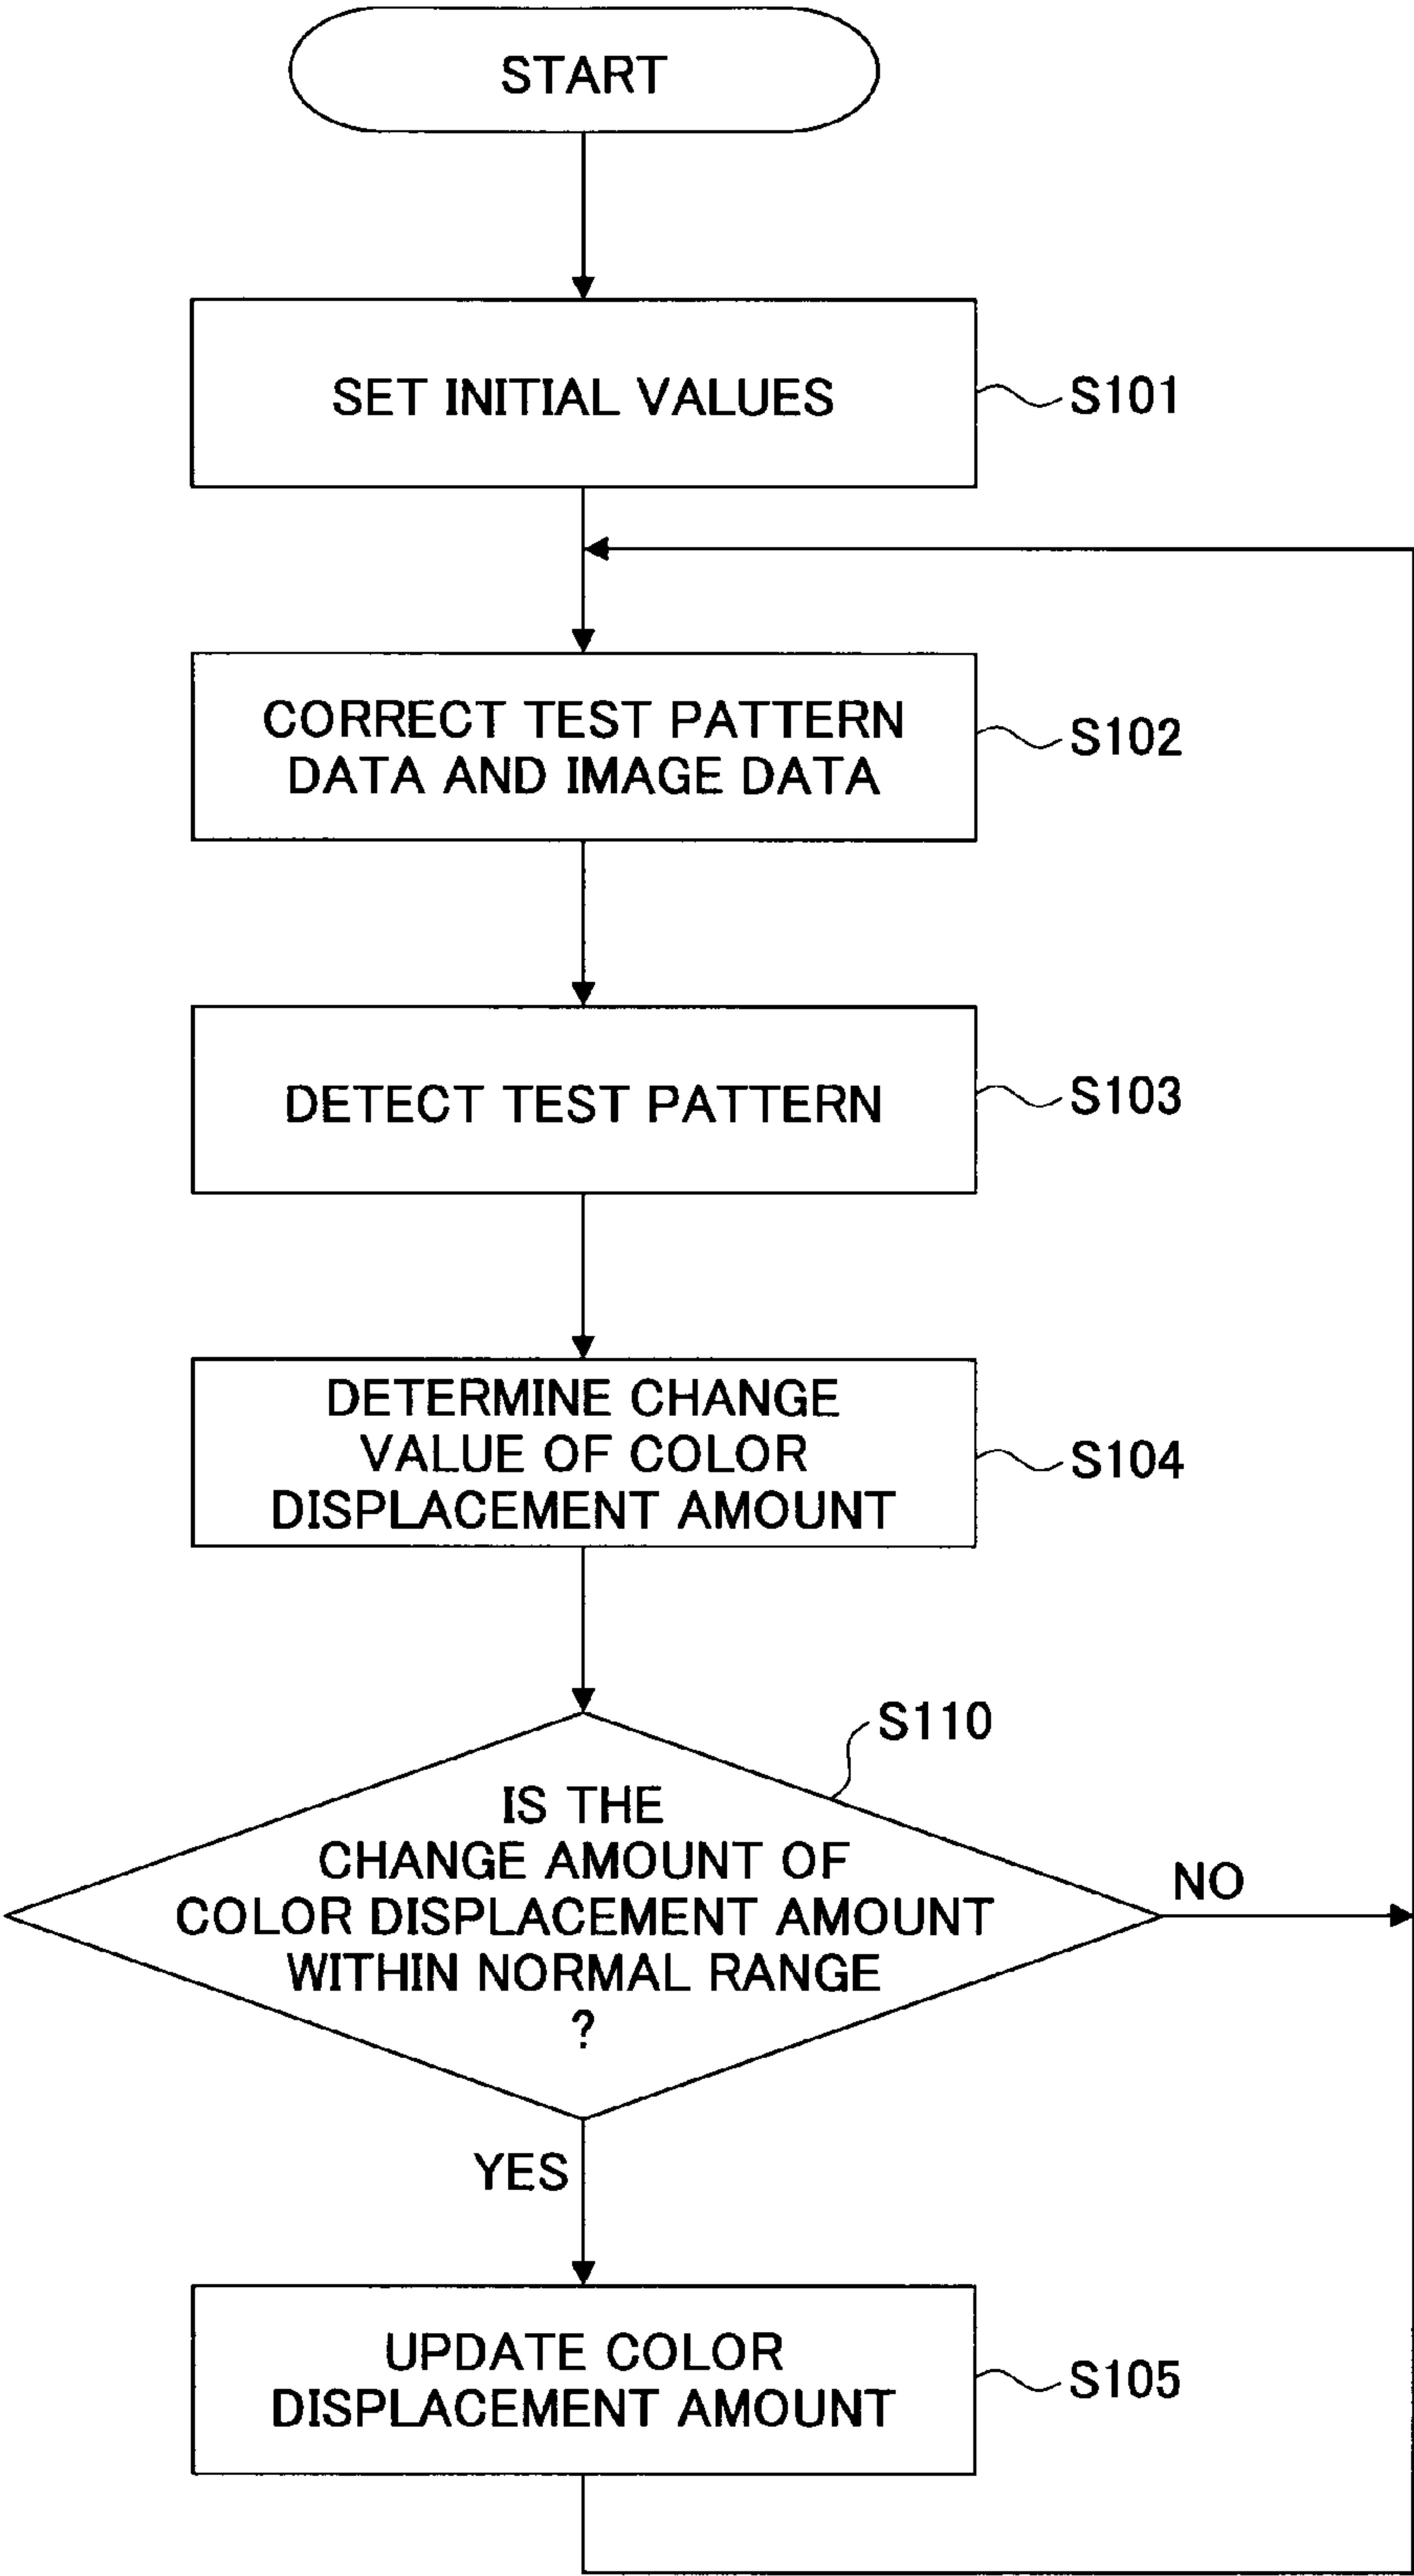 START
SET INITIAL VALUES
S101
CORRECT TEST PATTERN
DATA AND IMAGE DATA
S102
DETECT TEST PATTERN
S103
DETERMINE CHANGE
VALUE OF COLOR
DISPLACEMENT AMOUNT
S104
S110
IS THE
CHANGE AMOUNT OF
COLOR DISPLACEMENT AMOUNT
WITHIN NORMAL RANGE
?
NO
YES
UPDATE COLOR
DISPLACEMENT AMOUNT
S105